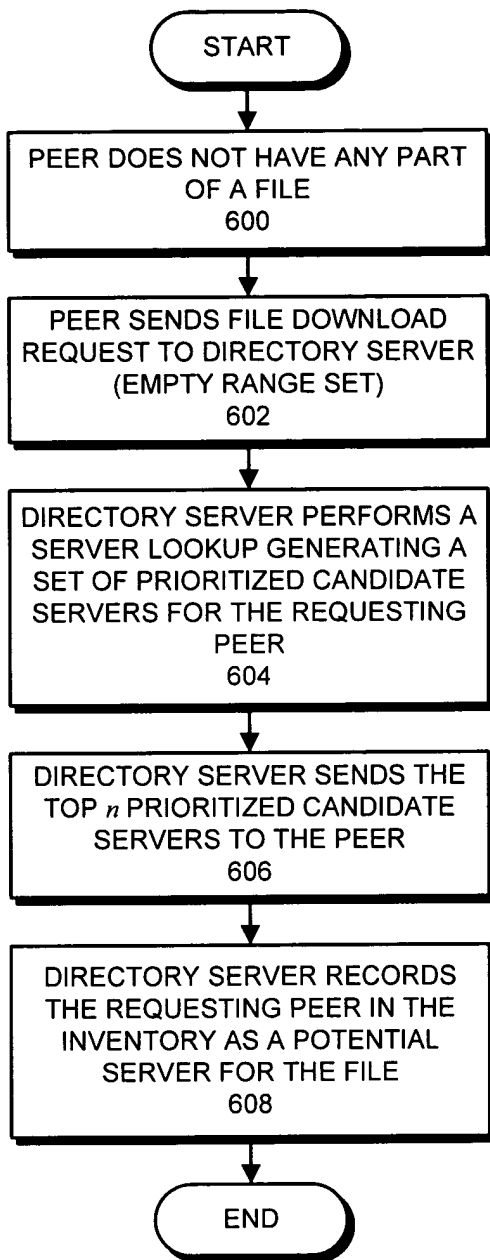 START
PEER DOES NOT HAVE ANY PART
OF A FILE
600
PEER SENDS FILE DOWNLOAD
REQUEST TO DIRECTORY SERVER
(EMPTY RANGE SET)
602
DIRECTORY SERVER PERFORMS A
SERVER LOOKUP GENERATING A
SET OF PRIORITIZED CANDIDATE
SERVERS FOR THE REQUESTING
PEER
604
DIRECTORY SERVER SENDS THE
TOP n PRIORITIZED CANDIDATE
SERVERS TO THE PEER
606
DIRECTORY SERVER RECORDS
THE REQUESTING PEER IN THE
INVENTORY AS A POTENTIAL
SERVER FOR THE FILE
608
END